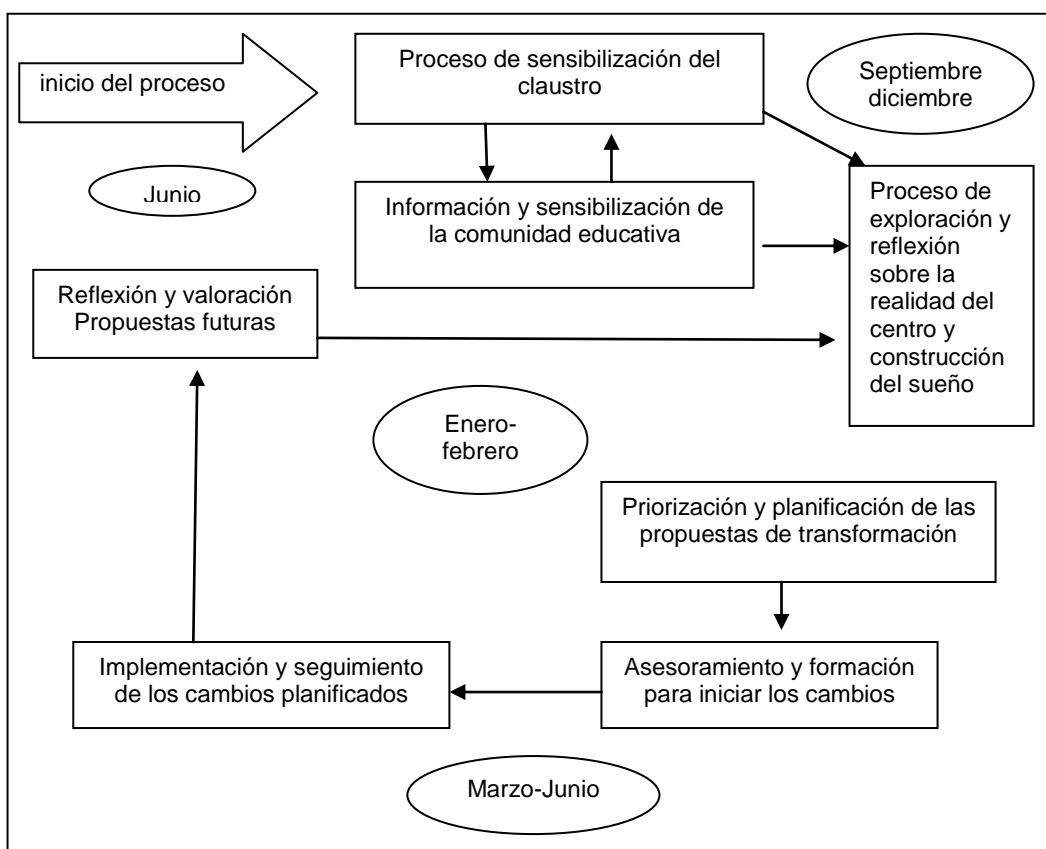 inicio del proceso
Proceso de sensibilización del
claustro
Septiembre
diciembre
Junio
Información y sensibilización de
la comunidad educativa
Proceso de
exploración y
reflexión
sobre la
realidad del
centro y
construcción
del sueño
Reflexión y valoración
Propuestas futuras
Enero-
febrero
Priorización y planificación de las
propuestas de transformación
Implementación y seguimiento
de los cambios planificados
Asesoramiento y formación
para iniciar los cambios
Marzo-Junio